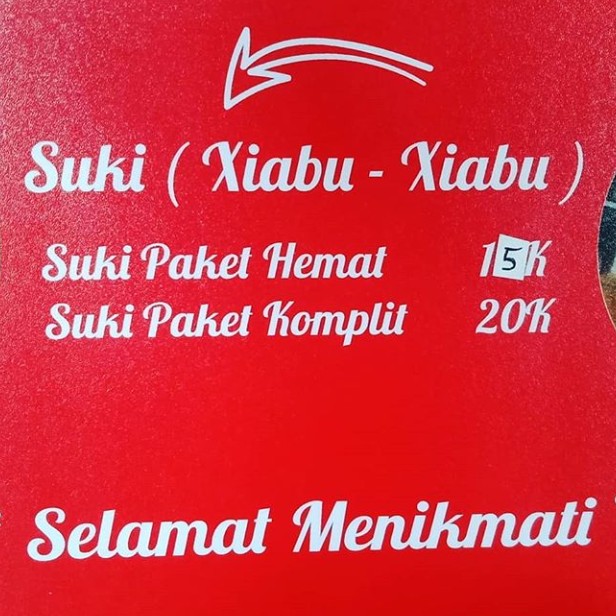 Suki ( Xiabu - Xiabu )
Suki Paket Hemat 15K
Suki Paket Komplit 20K
Selamat Menikmati